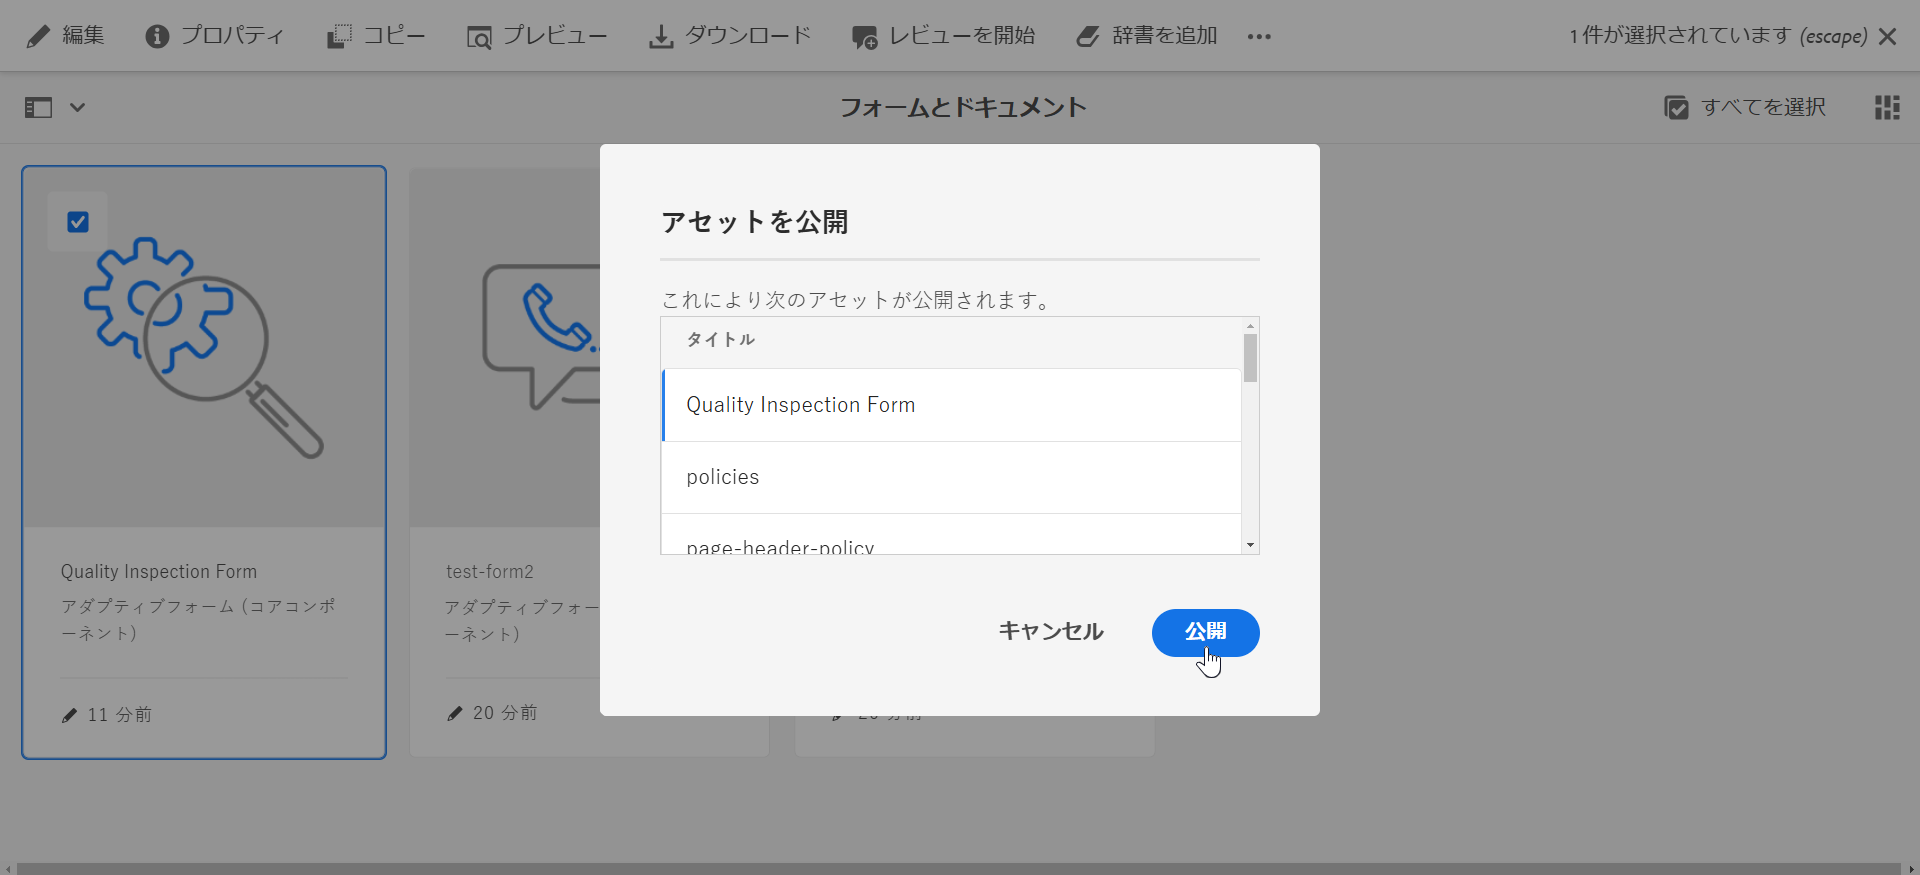 編集 プロパティ コピー プレビュー ダウンロード レビューを開始 辞書を追加 ••• 1 件が選択されています (escape)
フォームとドキュメント すべてを選択
アセットを公開
これにより次のアセットが公開されます。
タイトル
Quality Inspection Form
policies
page-header-policy
キャンセル 公開
Quality Inspection Form
アダプティブフォーム (コアコンポ
ーネント)
11 分前
test-form2
アダプティブフォー
ーネント)
20 分前